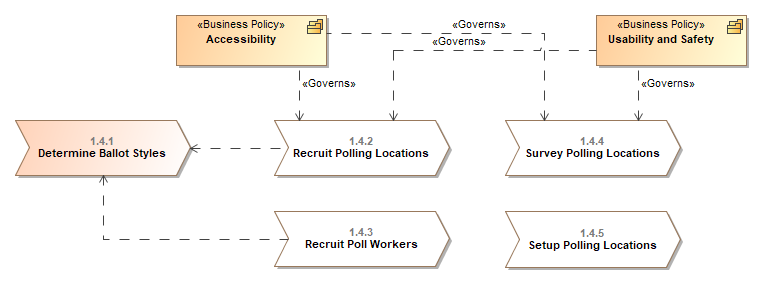 «Business Policy»
Accessibility
«Governs»
«Governs»
«Business Policy»
Usability and Safety
«Governs»
«Governs»
1.4.1
Determine Ballot Styles
1.4.2
Recruit Polling Locations
1.4.4
Survey Polling Locations
1.4.3
Recruit Poll Workers
1.4.5
Setup Polling Locations